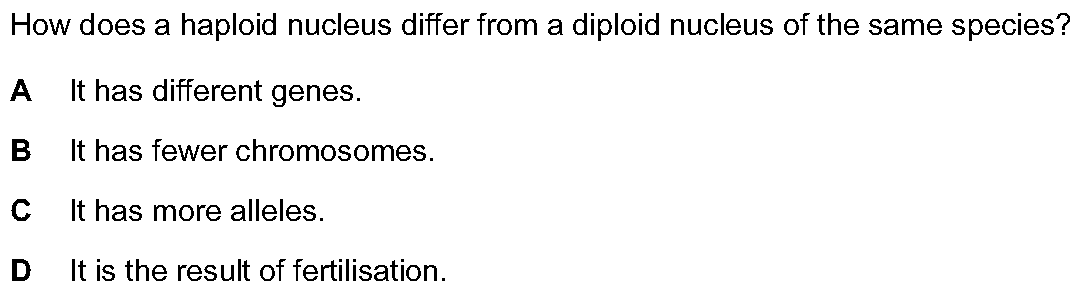 How does a haploid nucleus differ from a diploid nucleus of the same species?
A It has different genes.
B It has fewer chromosomes.
C It has more alleles.
D It is the result of fertilisation.